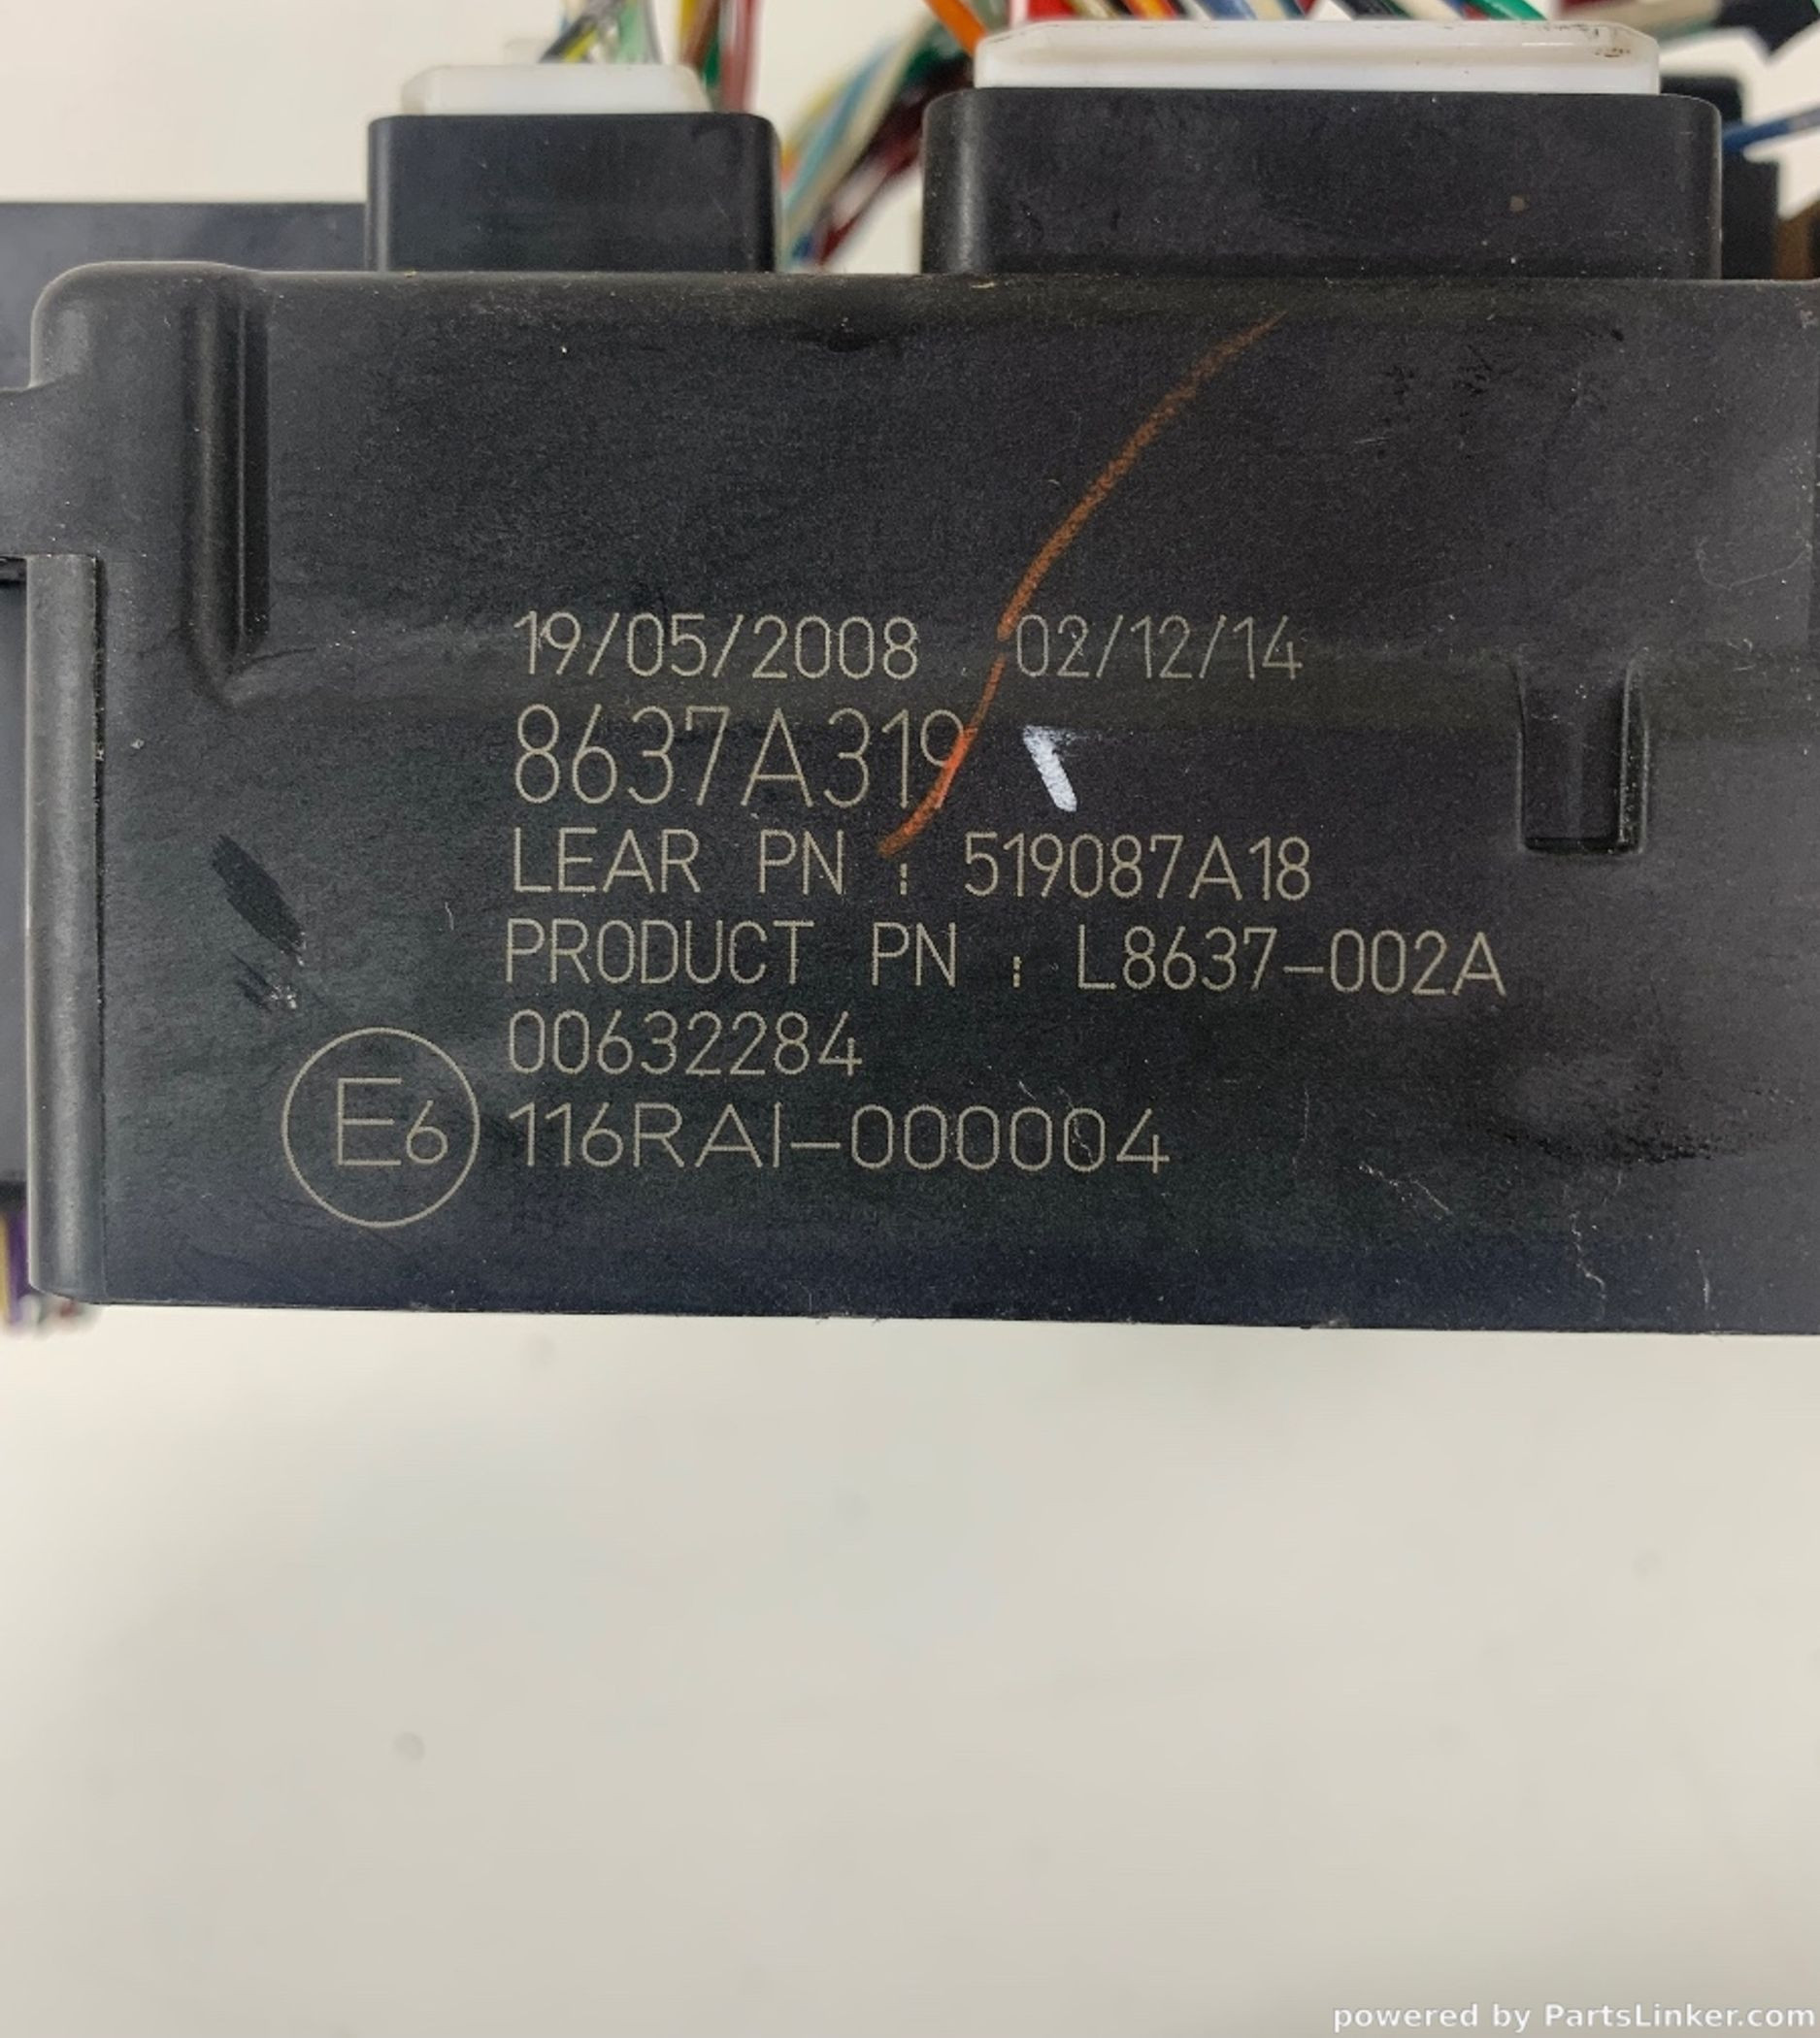 19/05/2008 02/12/14
8637A319
LEAR PN : 519087A18
PRODUCT PN : L8637-002A
00632284
E6 116RAI-000004
powered by PartsLinker.com